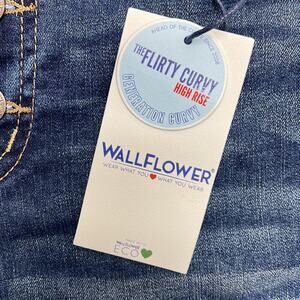 AHEAD OF THE CURVE SINCE
THE FLIRTY CURVY
HIGH RISE
GENERATION CURVY
WALLFLOWER®
WEAR WHAT YOU ♥ WHAT YOU WEAR
WALLFLOWER
ECO